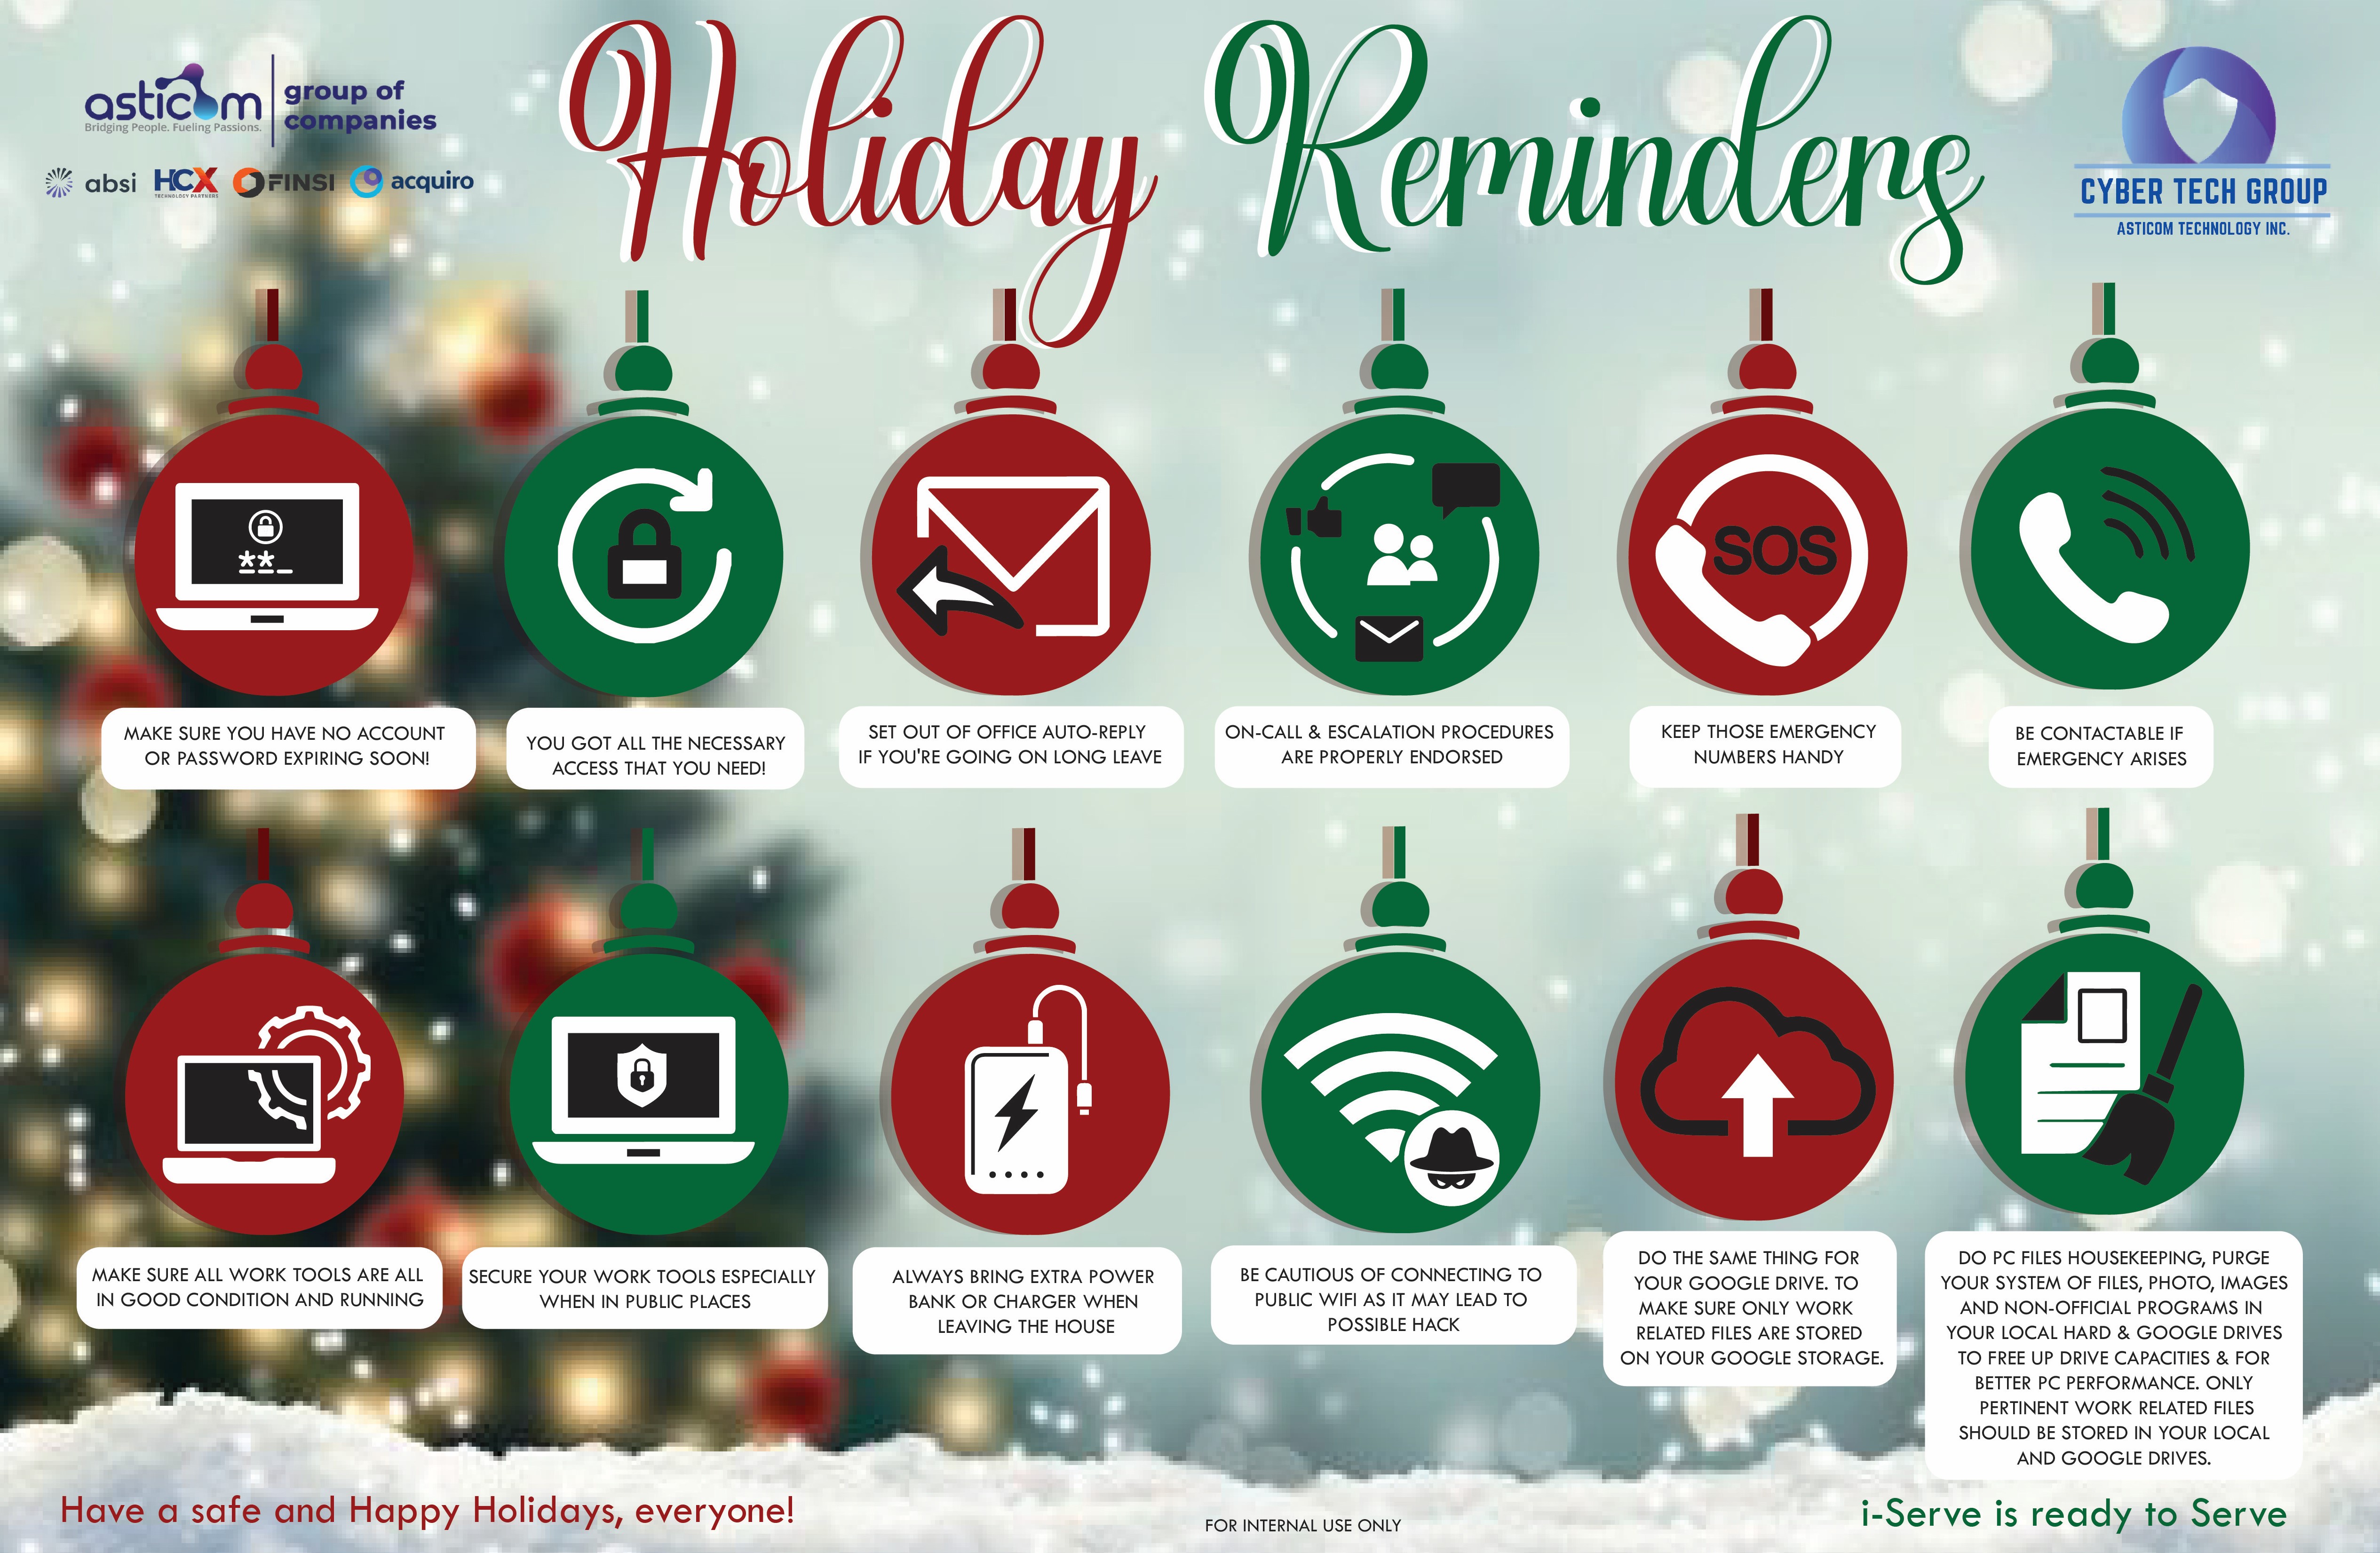 Holiday Reminders
asticom
Bridging People. Fueling Passions.
group of
companies
absi
HCX
TECHNOLOGY PARTNERS
FINSI
acquiro
CYBER TECH GROUP
ASTICOM TECHNOLOGY INC.
SOS
MAKE SURE YOU HAVE NO ACCOUNT
OR PASSWORD EXPIRING SOON!
YOU GOT ALL THE NECESSARY
ACCESS THAT YOU NEED!
SET OUT OF OFFICE AUTO-REPLY
IF YOU'RE GOING ON LONG LEAVE
ON-CALL & ESCALATION PROCEDURES
ARE PROPERLY ENDORSED
KEEP THOSE EMERGENCY
NUMBERS HANDY
BE CONTACTABLE IF
EMERGENCY ARISES
MAKE SURE ALL WORK TOOLS ARE ALL
IN GOOD CONDITION AND RUNNING
SECURE YOUR WORK TOOLS ESPECIALLY
WHEN IN PUBLIC PLACES
ALWAYS BRING EXTRA POWER
BANK OR CHARGER WHEN
LEAVING THE HOUSE
BE CAUTIOUS OF CONNECTING TO
PUBLIC WIFI AS IT MAY LEAD TO
POSSIBLE HACK
DO THE SAME THING FOR
YOUR GOOGLE DRIVE. TO
MAKE SURE ONLY WORK
RELATED FILES ARE STORED
ON YOUR GOOGLE STORAGE.
DO PC FILES HOUSEKEEPING, PURGE
YOUR SYSTEM OF FILES, PHOTO, IMAGES
AND NON-OFFICIAL PROGRAMS IN
YOUR LOCAL HARD & GOOGLE DRIVES
TO FREE UP DRIVE CAPACITIES & FOR
BETTER PC PERFORMANCE. ONLY
PERTINENT WORK RELATED FILES
SHOULD BE STORED IN YOUR LOCAL
AND GOOGLE DRIVES.
Have a safe and Happy Holidays, everyone!
FOR INTERNAL USE ONLY
i-Serve is ready to Serve